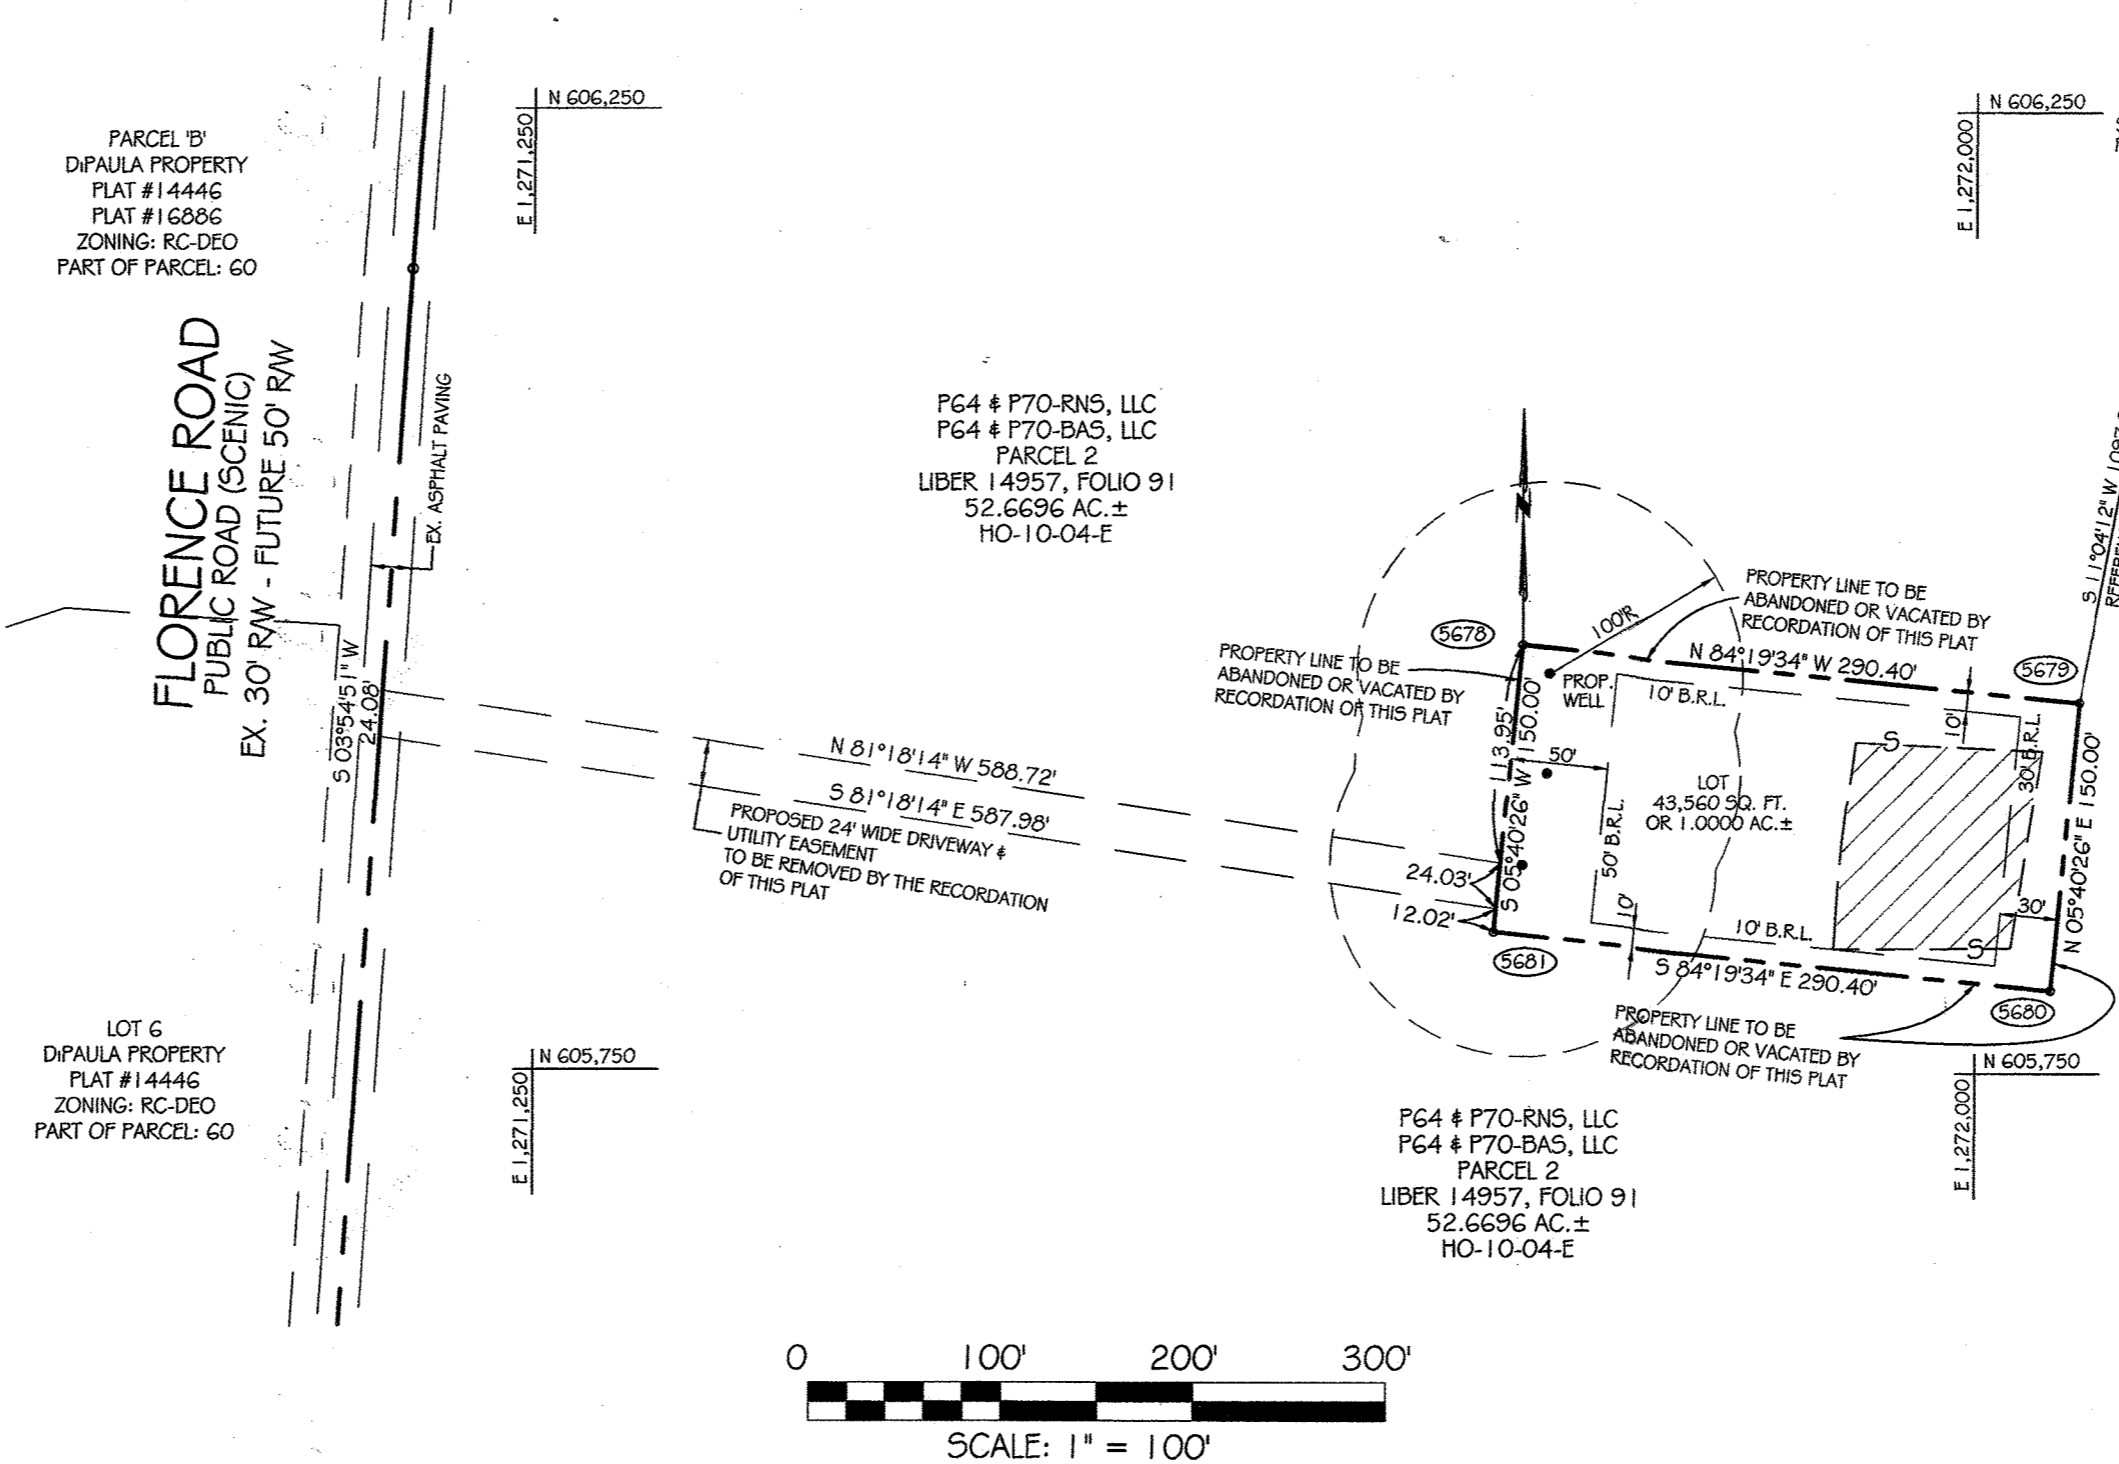 PARCEL 'B'
DiPAULA PROPERTY
PLAT #14446
PLAT #16886
ZONING: RC-DEO
PART OF PARCEL: 60
N 606,250
E 1,271,250
N 606,250
E 1,272,000
FLORENCE ROAD
PUBLIC ROAD (SCENIC)
EX. 30' R/W - FUTURE 50' R/W
EX. ASPHALT PAVING
P64 & P70-RNS, LLC
P64 & P70-BAS, LLC
PARCEL 2
LIBER 14957, FOLIO 91
52.6696 AC.±
HO-10-04-E
S 03°54'51" W
24.08'
N 81°18'14" W 588.72'
S 81°18'14" E 587.98'
PROPOSED 24' WIDE DRIVEWAY &
UTILITY EASEMENT
TO BE REMOVED BY THE RECORDATION
OF THIS PLAT
PROPERTY LINE TO BE
ABANDONED OR VACATED BY
RECORDATION OF THIS PLAT
5678
N
100'R
PROPERTY LINE TO BE
ABANDONED OR VACATED BY
RECORDATION OF THIS PLAT
N 84°19'34" W 290.40'
5679
S 11°04'12" W
PROP.
WELL
10' B.R.L.
10'
30' B.R.L.
113.95'
S 05°40'26" W 150.00'
50'
50' B.R.L.
LOT 1
43,560 SQ. FT.
OR 1.0000 AC.±
S
N 05°40'26" E 150.00'
24.03'
12.02'
10'
10' B.R.L.
30'
S
5681
S 84°19'34" E 290.40'
5680
PROPERTY LINE TO BE
ABANDONED OR VACATED BY
RECORDATION OF THIS PLAT
LOT 6
DiPAULA PROPERTY
PLAT #14446
ZONING: RC-DEO
PART OF PARCEL: 60
N 605,750
E 1,271,250
N 605,750
E 1,272,000
P64 & P70-RNS, LLC
P64 & P70-BAS, LLC
PARCEL 2
LIBER 14957, FOLIO 91
52.6696 AC.±
HO-10-04-E
0 100' 200' 300'
SCALE: 1" = 100'